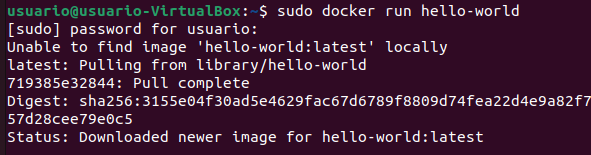 usuario@usuario-VirtualBox:~$ sudo docker run hello-world
[sudo] password for usuario:
Unable to find image 'hello-world:latest' locally
latest: Pulling from library/hello-world
719385e32844: Pull complete
Digest: sha256:3155e04f30ad5e4629fac67d6789f8809d74fea22d4e9a82f7
57d28cee79e0c5
Status: Downloaded newer image for hello-world:latest